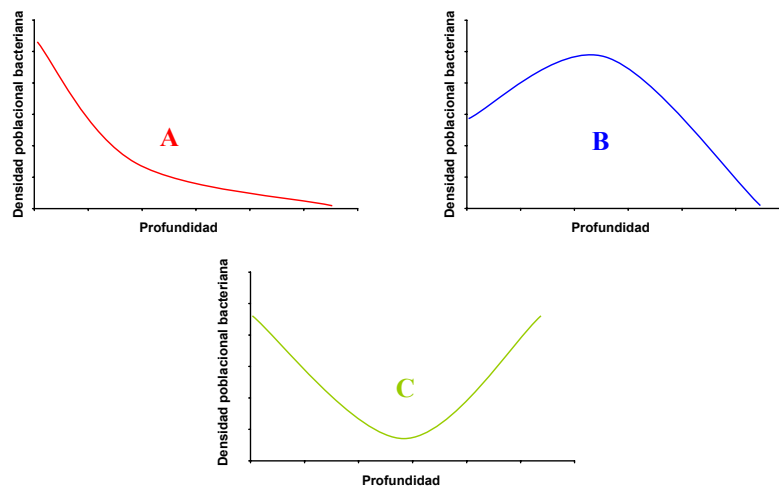 Densidad poblacional bacteriana
A
Profundidad
Densidad poblacional bacteriana
B
Profundidad
Densidad poblacional bacteriana
C
Profundidad